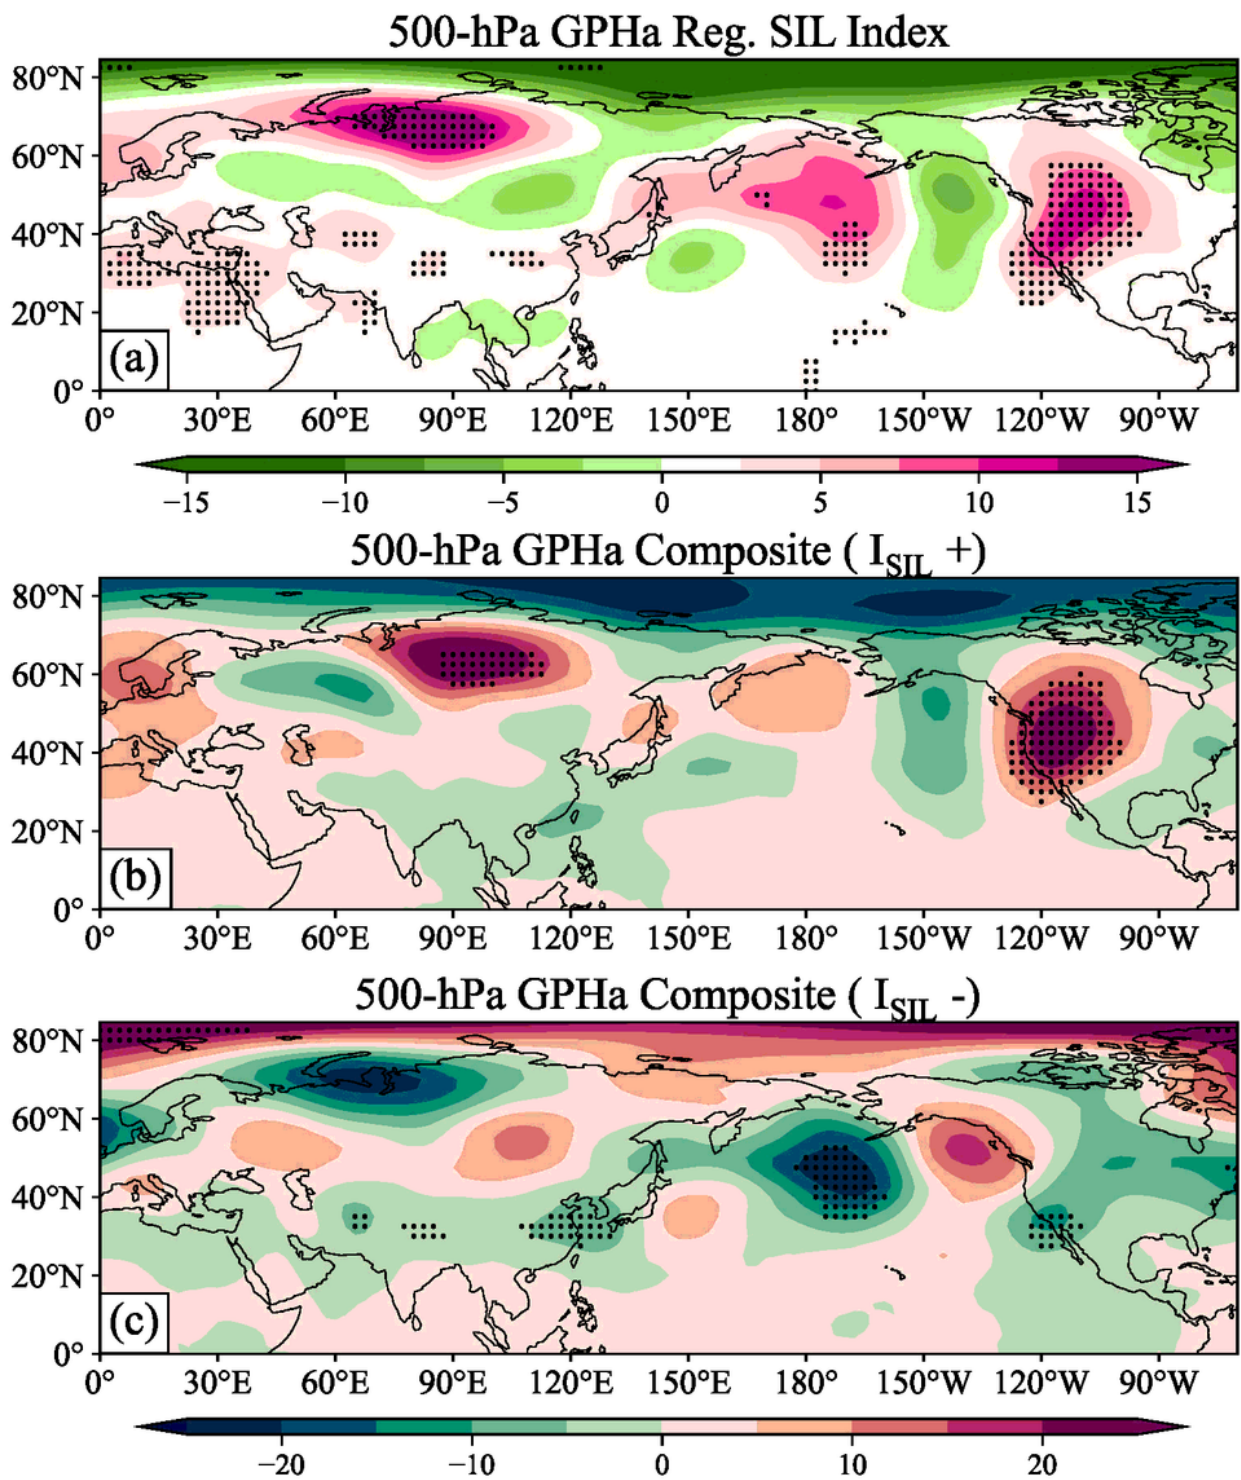 500-hPa GPHa Reg. SIL Index
80°N
60°N
40°N
20°N
0°
(a)
0° 30°E 60°E 90°E 120°E 150°E 180° 150°W 120°W 90°W
−15 −10 −5 0 5 10 15
500-hPa GPHa Composite ( I_SIL +)
80°N
60°N
40°N
20°N
0°
(b)
0° 30°E 60°E 90°E 120°E 150°E 180° 150°W 120°W 90°W
500-hPa GPHa Composite ( I_SIL -)
80°N
60°N
40°N
20°N
0°
(c)
0° 30°E 60°E 90°E 120°E 150°E 180° 150°W 120°W 90°W
−20 −10 0 10 20